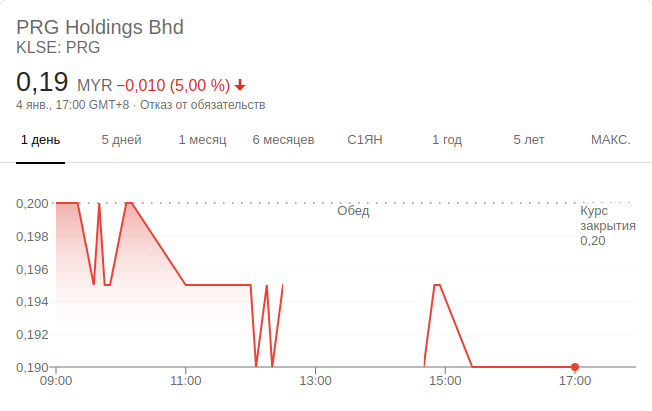 PRG Holdings Bhd
KLSE: PRG
0,19 MYR −0,010 (5,00 %)
4 янв., 17:00 GMT+8 · Отказ от обязательств
1 день 5 дней 1 месяц 6 месяцев С1ЯН 1 год 5 лет МАКС.
0,200
Обед
Курс
закрытия
0,20
0,198
0,196
0,194
0,192
0,190
09:00 11:00 13:00 15:00 17:00